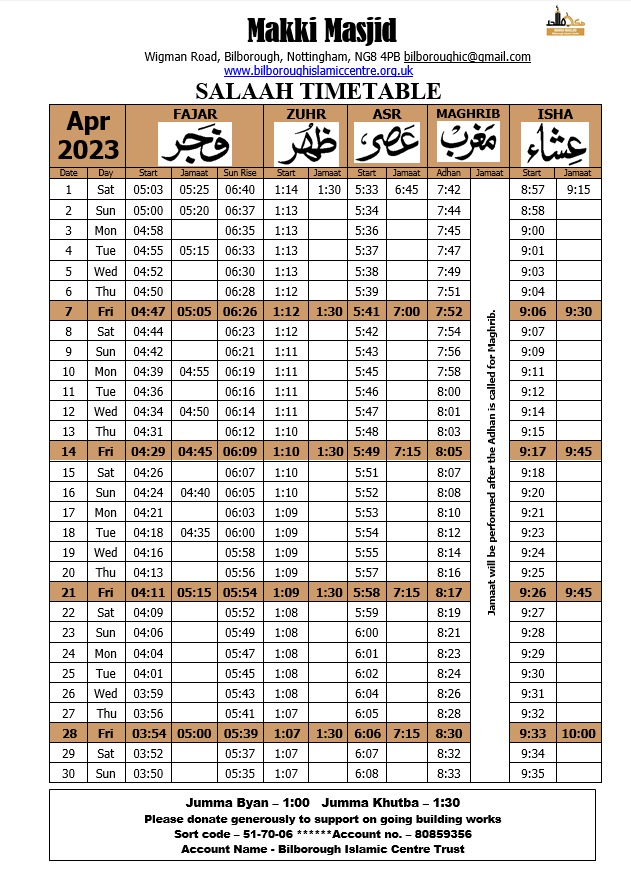 Makki Masjid
Wigman Road, Bilborough, Nottingham, NG8 4PB bilboroughic@gmail.com
www.bilboroughislamiccentre.org.uk
SALAAH TIMETABLE
Apr 2023 FAJAR ZUHR ASR MAGHRIB ISHA
فجر ظهر عصر مغرب عشاء
Date Day Start Jamaat Sun Rise Start Jamaat Start Jamaat Adhan Jamaat Start Jamaat
1 Sat 05:03 05:25 06:40 1:14 1:30 5:33 6:45 7:42 8:57 9:15
2 Sun 05:00 05:20 06:37 1:13 5:34 7:44 8:58
3 Mon 04:58 06:35 1:13 5:36 7:45 9:00
4 Tue 04:55 05:15 06:33 1:13 5:37 7:47 9:01
5 Wed 04:52 06:30 1:13 5:38 7:49 9:03
6 Thu 04:50 06:28 1:12 5:39 7:51 9:04
7 Fri 04:47 05:05 06:26 1:12 1:30 5:41 7:00 7:52 9:06 9:30
8 Sat 04:44 06:23 1:12 5:42 7:54 9:07
9 Sun 04:42 06:21 1:11 5:43 7:56 9:09
10 Mon 04:39 04:55 06:19 1:11 5:45 7:58 9:11
11 Tue 04:36 06:16 1:11 5:46 8:00 9:12
12 Wed 04:34 04:50 06:14 1:11 5:47 8:01 9:14
13 Thu 04:31 06:12 1:10 5:48 8:03 9:15
14 Fri 04:29 04:45 06:09 1:10 1:30 5:49 7:15 8:05 9:17 9:45
15 Sat 04:26 06:07 1:10 5:51 8:07 9:18
16 Sun 04:24 04:40 06:05 1:10 5:52 8:08 9:20
17 Mon 04:21 06:03 1:09 5:53 8:10 9:21
18 Tue 04:18 04:35 06:00 1:09 5:54 8:12 9:23
19 Wed 04:16 05:58 1:09 5:55 8:14 9:24
20 Thu 04:13 05:56 1:09 5:57 8:16 9:25
21 Fri 04:11 05:15 05:54 1:09 1:30 5:58 7:15 8:17 9:26 9:45
22 Sat 04:09 05:52 1:08 5:59 8:19 9:27
23 Sun 04:06 05:49 1:08 6:00 8:21 9:28
24 Mon 04:04 05:47 1:08 6:01 8:23 9:29
25 Tue 04:01 05:45 1:08 6:02 8:24 9:30
26 Wed 03:59 05:43 1:08 6:04 8:26 9:31
27 Thu 03:56 05:41 1:07 6:05 8:28 9:32
28 Fri 03:54 05:00 05:39 1:07 1:30 6:06 7:15 8:30 9:33 10:00
29 Sat 03:52 05:37 1:07 6:07 8:32 9:34
30 Sun 03:50 05:35 1:07 6:08 8:33 9:35
Jamaat will be performed after the Adhan is called for Maghrib.
Jumma Byan – 1:00 Jumma Khutba – 1:30
Please donate generously to support on going building works
Sort code – 51-70-06 ******Account no. – 80859356
Account Name - Bilborough Islamic Centre Trust